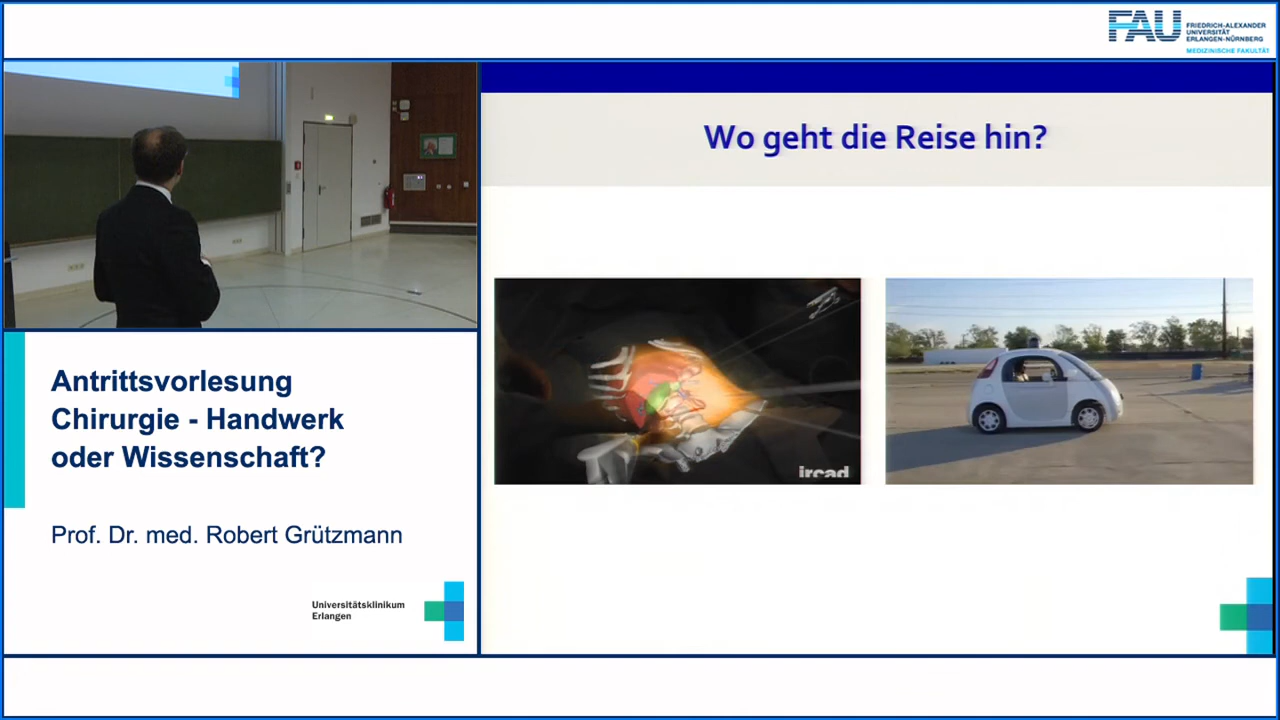 FAU
FRIEDRICH-ALEXANDER
UNIVERSITÄT
ERLANGEN-NÜRNBERG
MEDIZINISCHE FAKULTÄT
Wo geht die Reise hin?
ircad
Antrittsvorlesung
Chirurgie - Handwerk
oder Wissenschaft?
Prof. Dr. med. Robert Grützmann
Universitätsklinikum
Erlangen